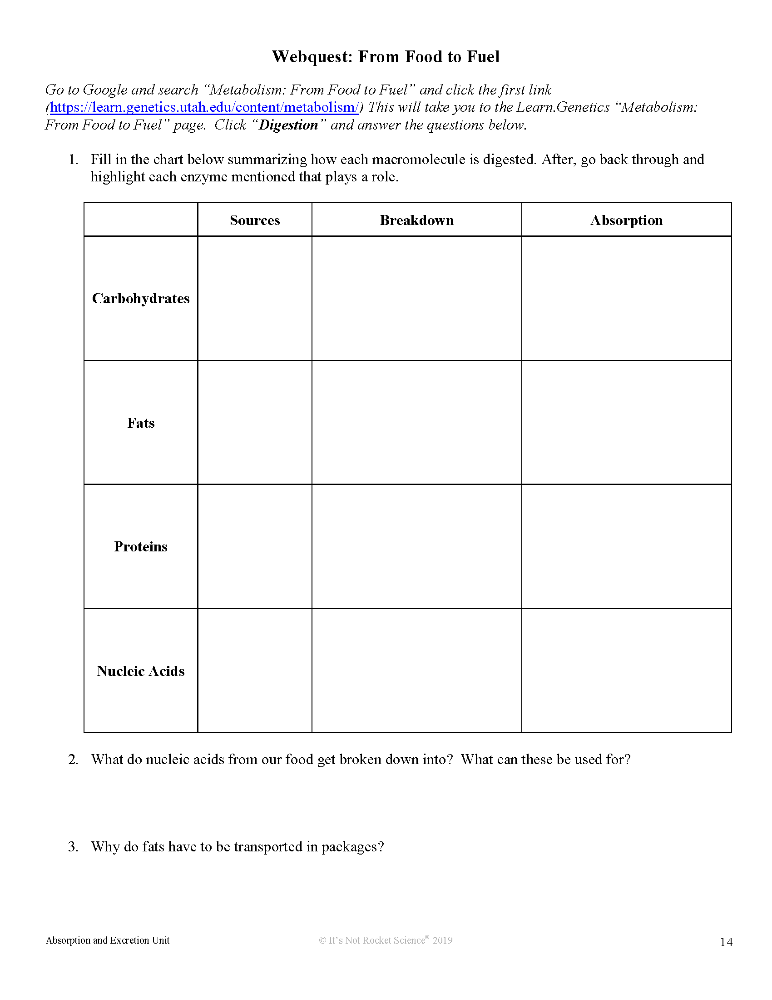 Webquest: From Food to Fuel
Go to Google and search “Metabolism: From Food to Fuel” and click the first link
(https://learn.genetics.utah.edu/content/metabolism/) This will take you to the Learn.Genetics “Metabolism:
From Food to Fuel” page.  Click “Digestion” and answer the questions below.
1. Fill in the chart below summarizing how each macromolecule is digested. After, go back through and
highlight each enzyme mentioned that plays a role.
Sources Breakdown Absorption
Carbohydrates
Fats
Proteins
Nucleic Acids
2. What do nucleic acids from our food get broken down into?  What can these be used for?
3. Why do fats have to be transported in packages?
Absorption and Excretion Unit © It’s Not Rocket Science® 2019 14